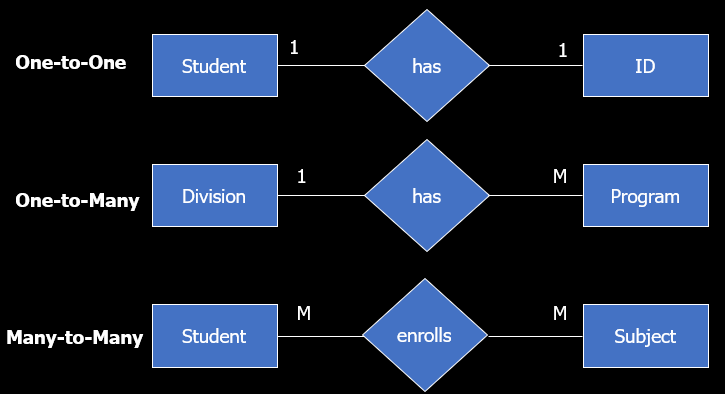 One-to-One Student 1 has 1 ID
One-to-Many Division 1 has M Program
Many-to-Many Student M enrolls M Subject